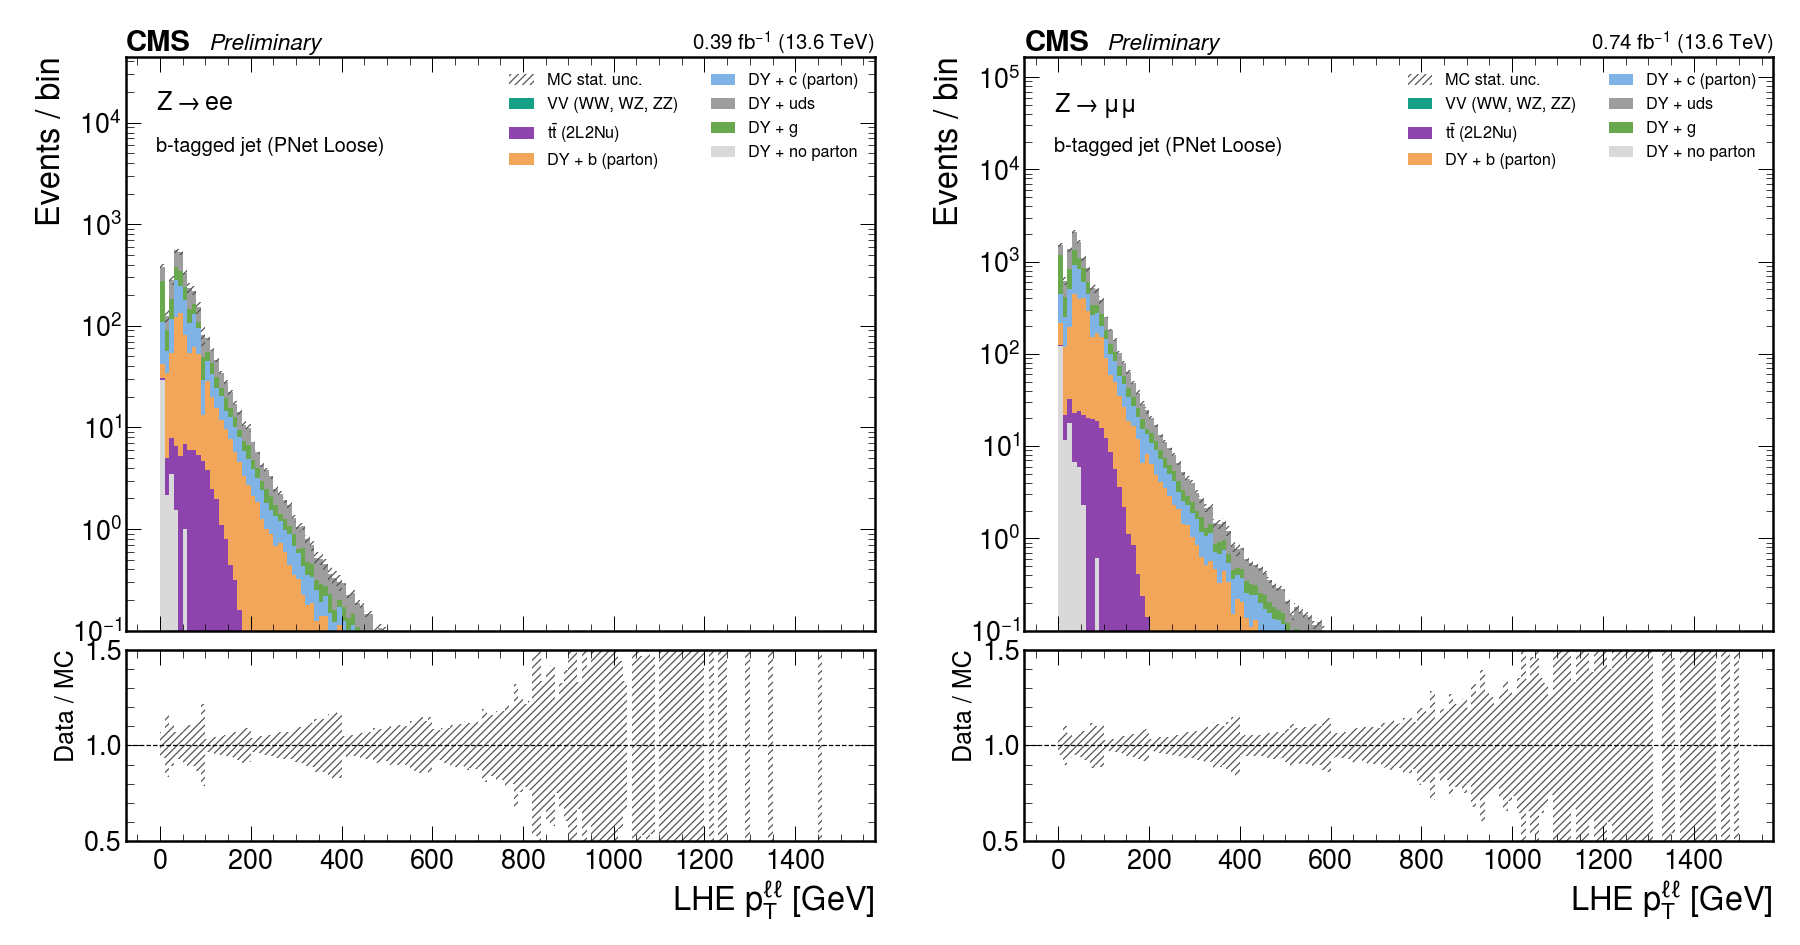 CMS Preliminary 0.39 fb⁻¹ (13.6 TeV)
Events / bin
Z→ee
b-tagged jet (PNet Loose)
MC stat. unc.
VV (WW, WZ, ZZ)
tt̄ (2L2Nu)
DY + b (parton)
DY + c (parton)
DY + uds
DY + g
DY + no parton
10⁴
10³
10²
10¹
10⁰
10⁻¹
Data / MC
1.5
1.0
0.5
0 200 400 600 800 1000 1200 1400
LHE p_T^ℓℓ [GeV]
CMS Preliminary 0.74 fb⁻¹ (13.6 TeV)
Events / bin
Z→μμ
b-tagged jet (PNet Loose)
MC stat. unc.
VV (WW, WZ, ZZ)
tt̄ (2L2Nu)
DY + b (parton)
DY + c (parton)
DY + uds
DY + g
DY + no parton
10⁵
10⁴
10³
10²
10¹
10⁰
10⁻¹
Data / MC
1.5
1.0
0.5
0 200 400 600 800 1000 1200 1400
LHE p_T^ℓℓ [GeV]